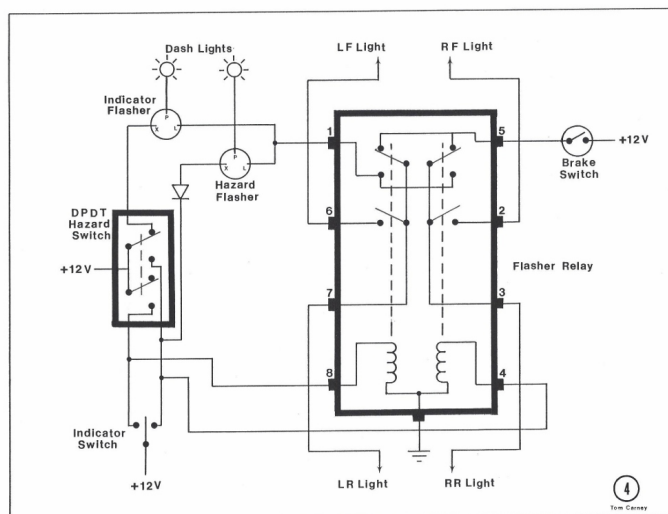 Dash Lights
LF Light
RF Light
Indicator
Flasher
P
X
L
P
X
L
Hazard
Flasher
1
5
+12V
Brake
Switch
DPDT
Hazard
Switch
+12V
6
2
Flasher Relay
7
3
8
4
Indicator
Switch
+12V
LR Light
RR Light
4
Tom Carney